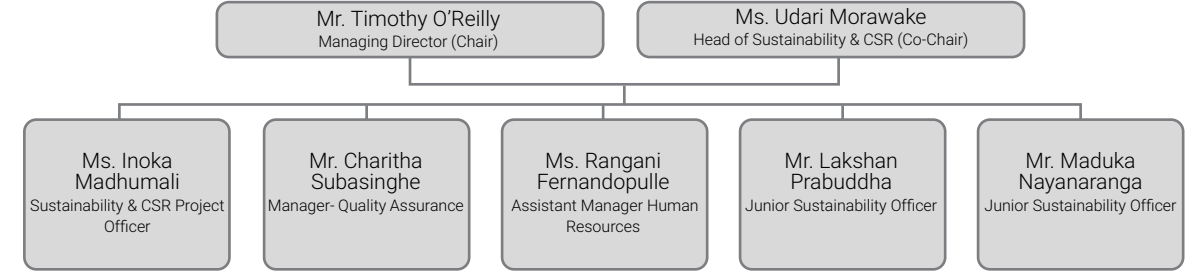 Mr. Timothy O'Reilly
Managing Director (Chair)
Ms. Udari Morawake
Head of Sustainability & CSR (Co-Chair)
Ms. Inoka
Madhumali
Sustainability & CSR Project
Officer
Mr. Charitha
Subasinghe
Manager- Quality Assurance
Ms. Rangani
Fernandopulle
Assistant Manager Human
Resources
Mr. Lakshan
Prabuddha
Junior Sustainability Officer
Mr. Maduka
Nayanaranga
Junior Sustainability Officer